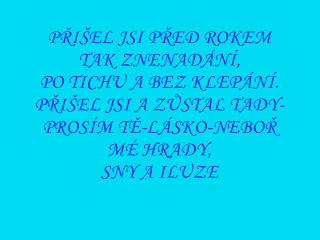 PŘIŠEL JSI PŘED ROKEM
TAK ZNENADÁNÍ,
PO TICHU A BEZ KLEPÁNÍ.
PŘIŠEL JSI A ZŮSTAL TADY-
PROSÍM TĚ-LÁSKO-NEBOŘ
MÉ HRADY,
SNY A ILUZE